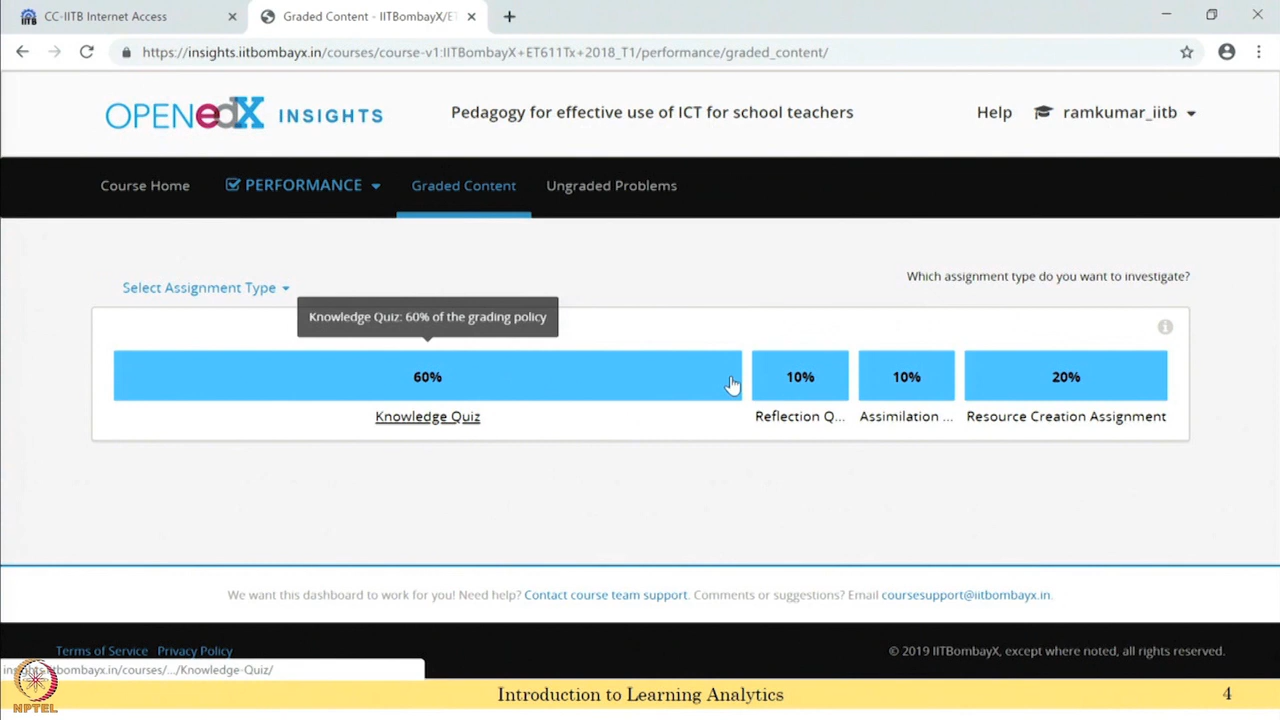 CC-IITB Internet Access
Graded Content - IITBombayX/ET
https://insights.iitbombayx.in/courses/course-v1:IITBombayX+ET611Tx+2018_T1/performance/graded_content/
OPENedX INSIGHTS
Pedagogy for effective use of ICT for school teachers
Help
ramkumar_iitb
Course Home
PERFORMANCE
Graded Content
Ungraded Problems
Select Assignment Type
Which assignment type do you want to investigate?
Knowledge Quiz: 60% of the grading policy
60%
10%
10%
20%
Knowledge Quiz
Reflection Q...
Assimilation ...
Resource Creation Assignment
We want this dashboard to work for you! Need help? Contact course team support. Comments or suggestions? Email coursesupport@iitbombayx.in.
Terms of Service
Privacy Policy
© 2019 IITBombayX, except where noted, all rights reserved.
itbombayx.in/courses/.../Knowledge-Quiz/
NPTEL
Introduction to Learning Analytics
4